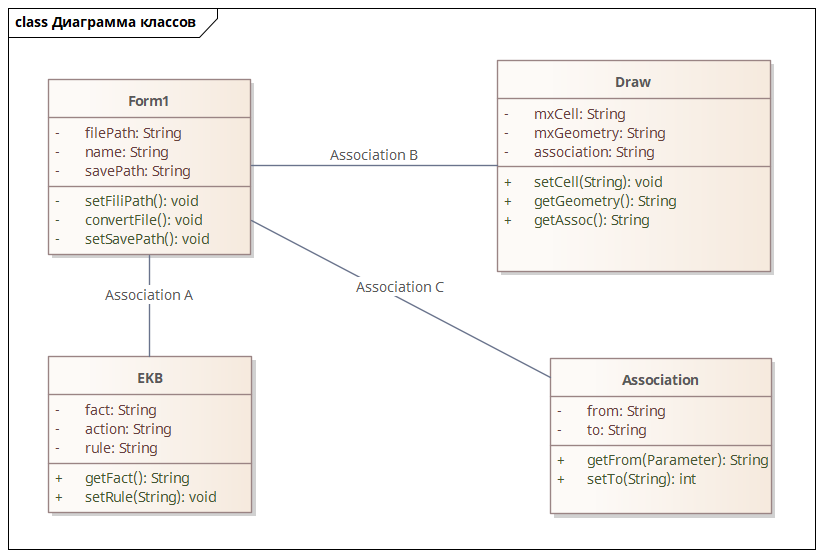 class Диаграмма классов
Form1
- filePath: String
- name: String
- savePath: String
- setFiliPath(): void
- convertFile(): void
- setSavePath(): void
Association B
Draw
- mxCell: String
- mxGeometry: String
- association: String
+ setCell(String): void
+ getGeometry(): String
+ getAssoc(): String
Association A
Association C
EKB
- fact: String
- action: String
- rule: String
+ getFact(): String
+ setRule(String): void
Association
- from: String
- to: String
+ getFrom(Parameter): String
+ setTo(String): int